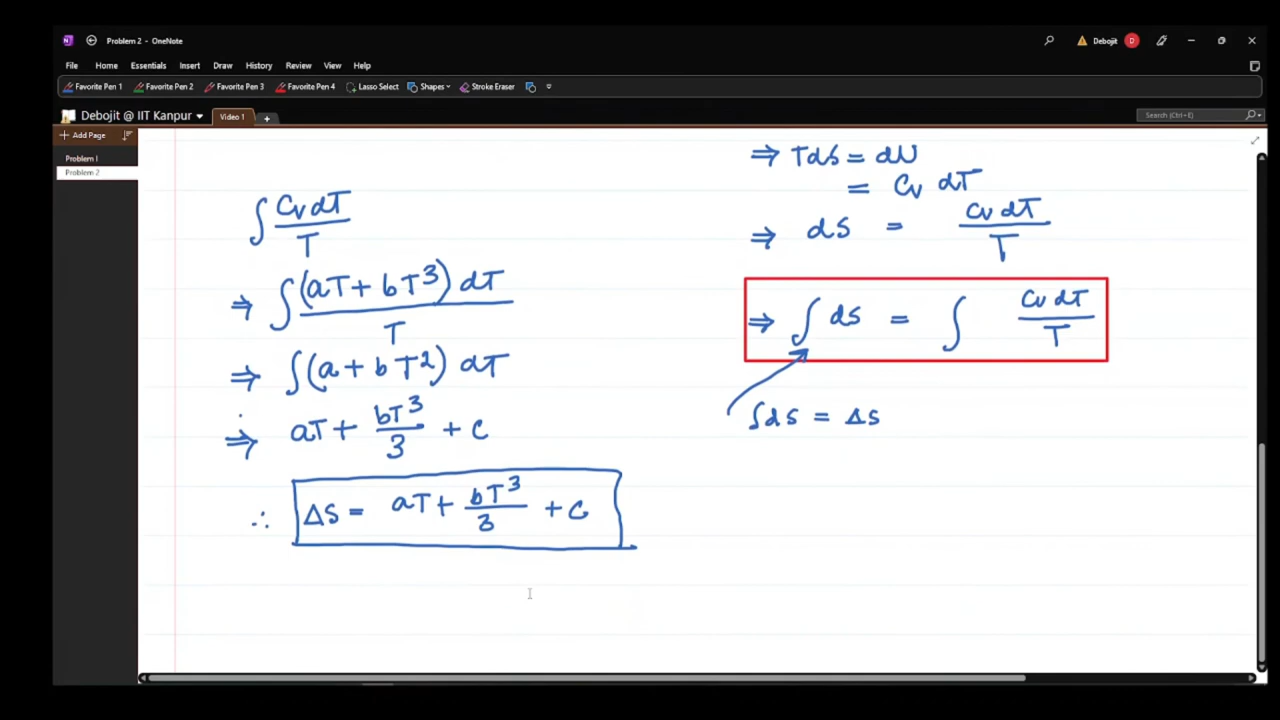 Problem 2 - OneNote
Debojit D
File Home Essentials Insert Draw History Review View Help
Favorite Pen 1 Favorite Pen 2 Favorite Pen 3 Favorite Pen 4 Lasso Select Shapes Stroke Eraser
Debojit @ IIT Kanpur Video 1 + Search (Ctrl+E)
+ Add Page
Problem I
Problem 2
∫ CvdT / T
⇒ ∫ (aT + bT³) dT / T
⇒ ∫(a + bT²) dT
⇒ aT + bT³/3 + c
∴ ΔS = aT + bT³/3 + c
⇒ TdS = dU
= Cv dT
⇒ dS = Cv dT / T
⇒ ∫ dS = ∫ Cv dT / T
∫dS = ΔS